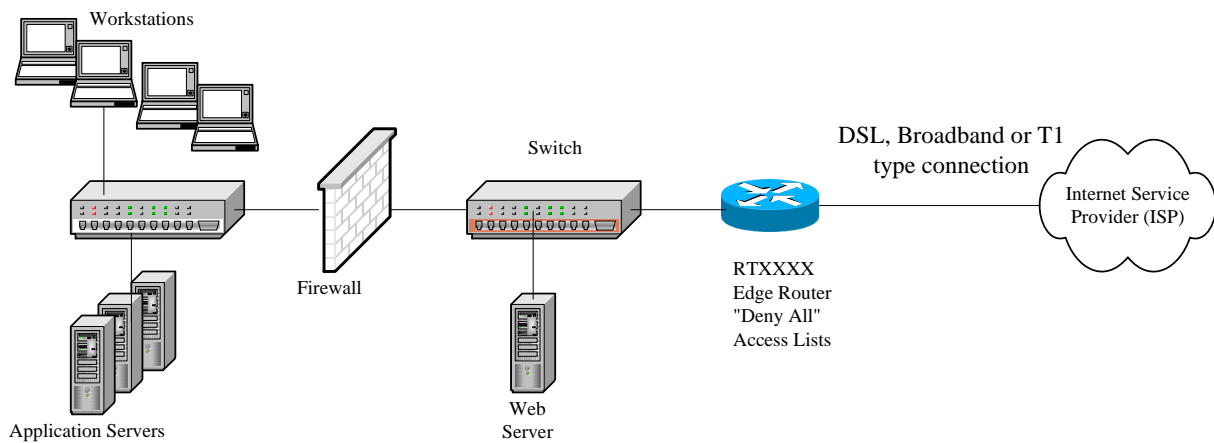 Workstations
Switch
DSL, Broadband or T1
type connection
Internet Service
Provider (ISP)
Firewall
RTXXXX
Edge Router
"Deny All"
Access Lists
Application Servers
Web
Server